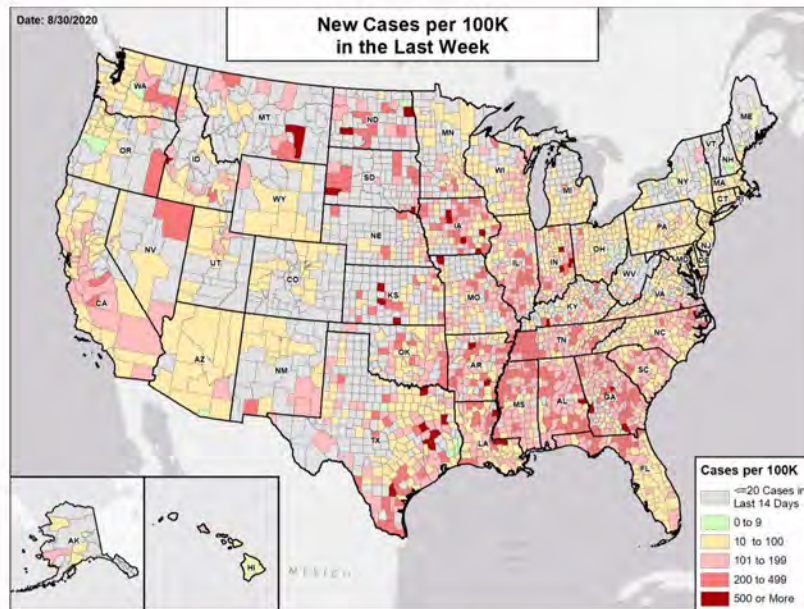 Date: 8/30/2020
New Cases per 100K
in the Last Week
WA
MT
ND
MN
ME
OR
ID
SD
WI
MI
VT
NH
NY
MA
CT
WY
NE
IA
PA
NJ
NV
UT
CO
IL
IN
OH
MD
DE
WV
VA
CA
KS
MO
KY
NC
TN
AZ
NM
OK
AR
SC
MS
AL
GA
TX
LA
FL
AK
HI
MEXICO
Cases per 100K
<=20 Cases in
Last 14 Days
0 to 9
10 to 100
101 to 199
200 to 499
500 or More